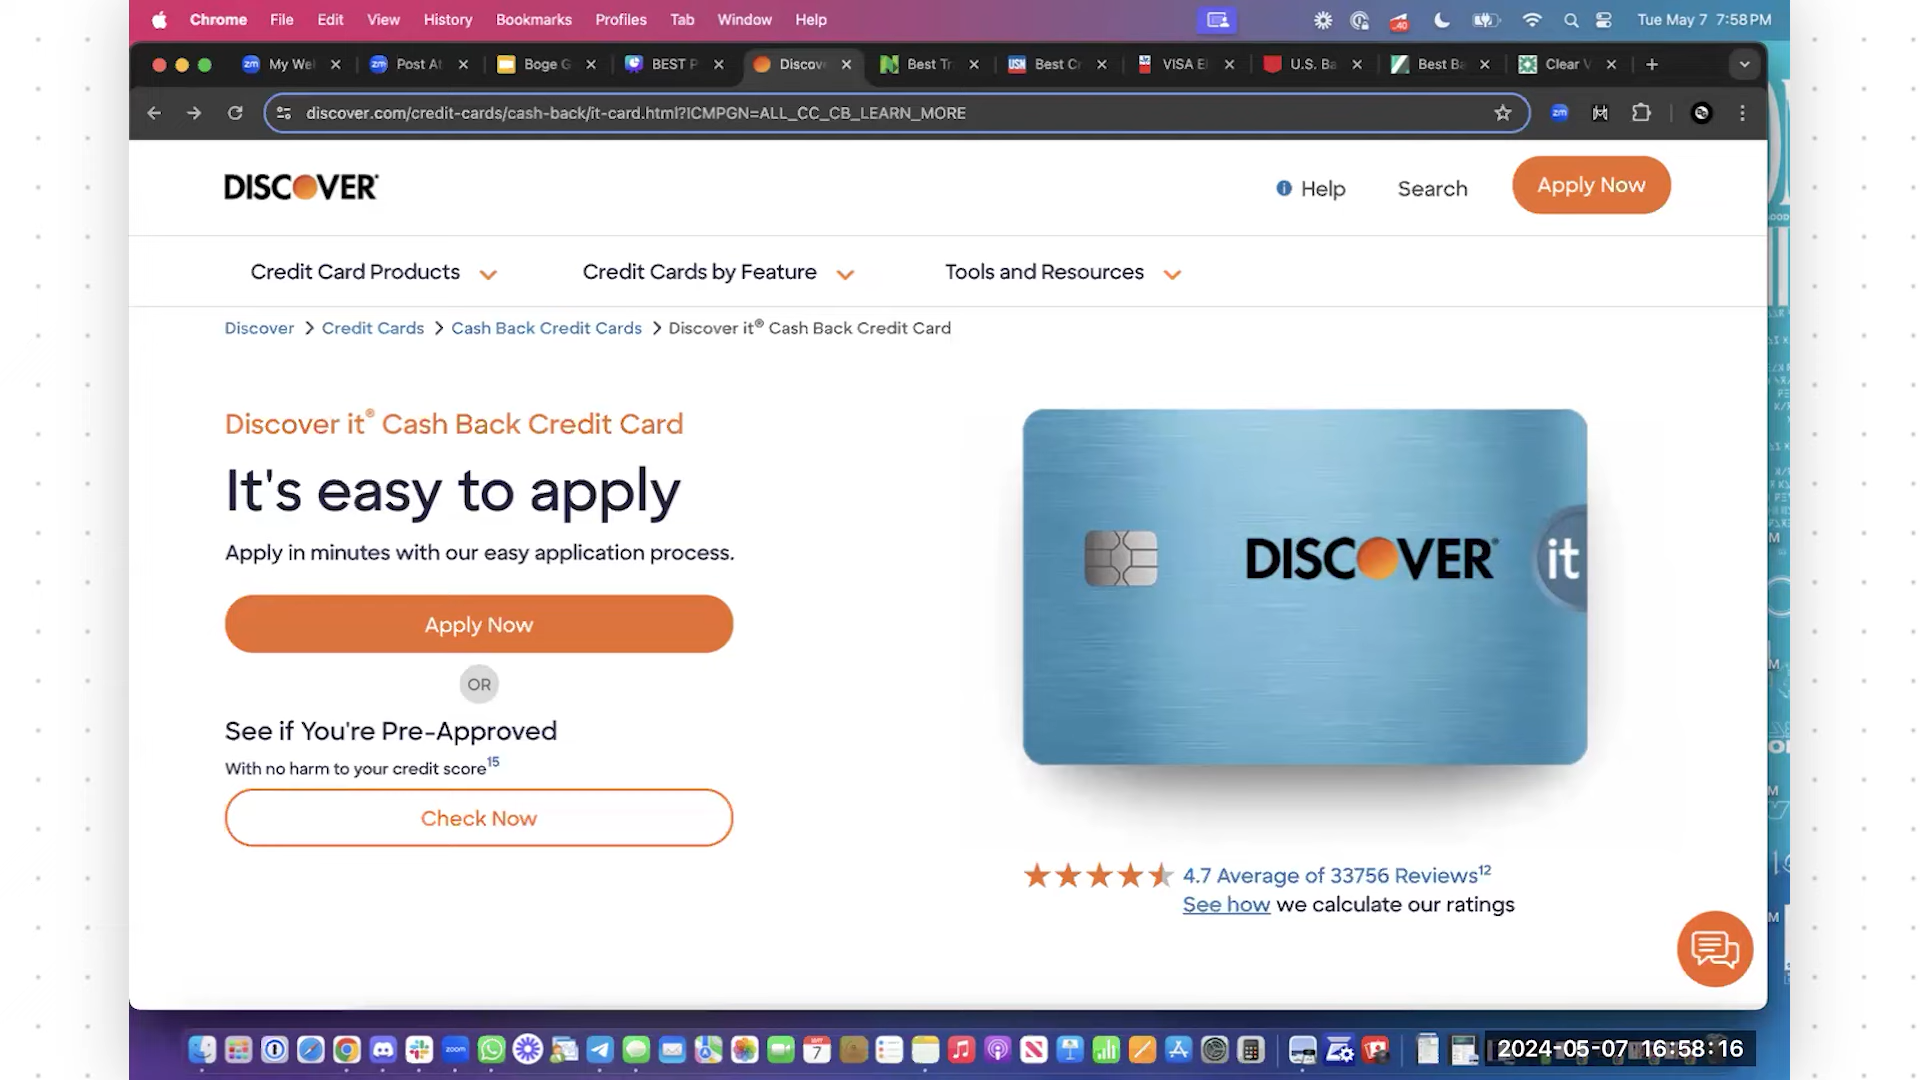 Chrome File Edit View History Bookmarks Profiles Tab Window Help Tue May 7 7:58 PM
My We Post At Boge G BEST P Discov Best Tr Best Cr VISA E U.S. Ba Best Ba Clear V
discover.com/credit-cards/cash-back/it-card.html?ICMPGN=ALL_CC_CB_LEARN_MORE
DISCOVER Help Search Apply Now
Credit Card Products Credit Cards by Feature Tools and Resources
Discover > Credit Cards > Cash Back Credit Cards > Discover it® Cash Back Credit Card
Discover it® Cash Back Credit Card
It's easy to apply
Apply in minutes with our easy application process.
Apply Now
OR
See if You're Pre-Approved
With no harm to your credit score15
Check Now
DISCOVER it
4.7 Average of 33756 Reviews12
See how we calculate our ratings
2024-05-07 16:58:16